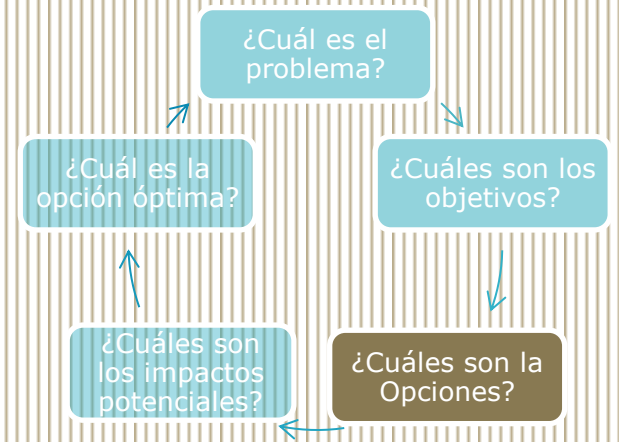 ¿Cuál es el
problema?
¿Cuáles son los
objetivos?
¿Cuáles son la
Opciones?
¿Cuáles son
los impactos
potenciales?
¿Cuál es la
opción óptima?